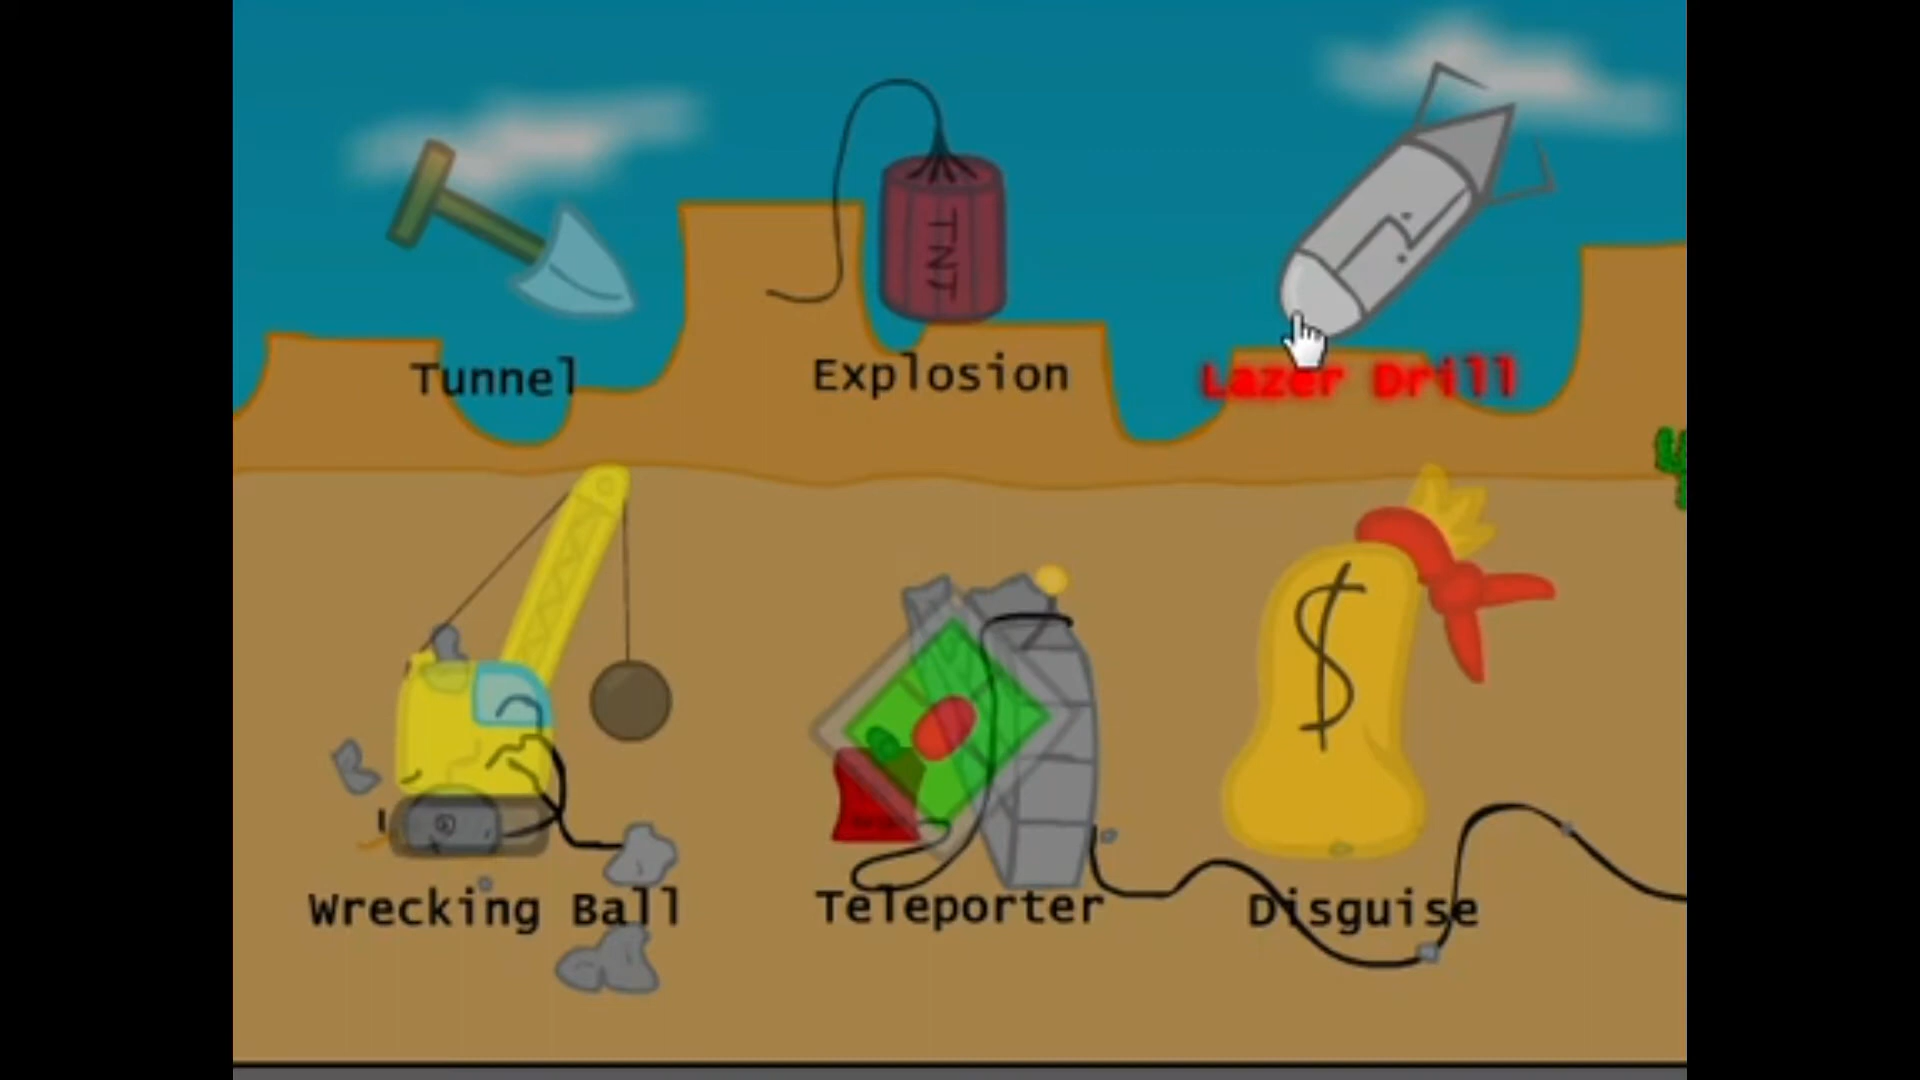 TNT
Tunnel
Explosion
Lazer Drill
$
Wrecking Ball
Teleporter
Disguise